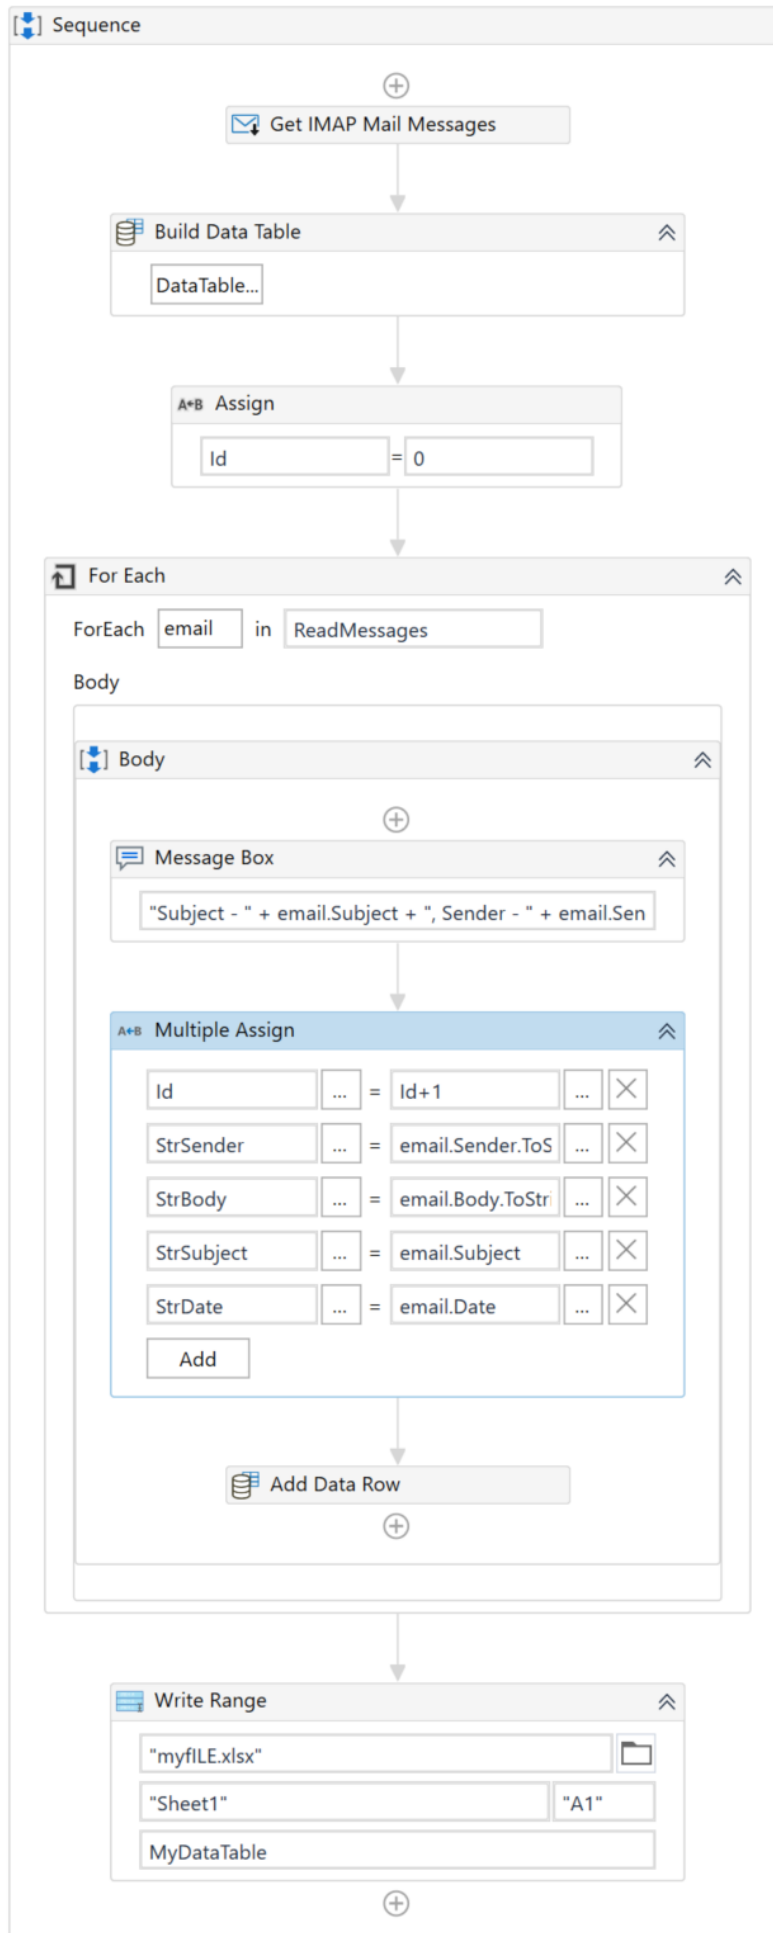 Sequence
Get IMAP Mail Messages
Build Data Table
DataTable...
A←B Assign
Id = 0
For Each
ForEach email in ReadMessages
Body
Body
Message Box
"Subject - " + email.Subject + ", Sender - " + email.Sen
A←B Multiple Assign
Id ... = Id+1 ...
StrSender ... = email.Sender.ToS ...
StrBody ... = email.Body.ToStri ...
StrSubject ... = email.Subject ...
StrDate ... = email.Date ...
Add
Add Data Row
Write Range
"myfILE.xlsx"
"Sheet1" "A1"
MyDataTable